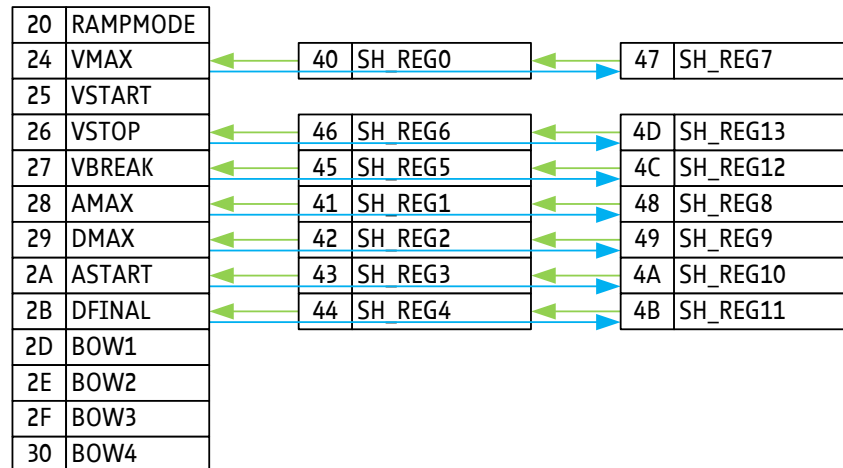 20 RAMPMODE
24 VMAX 40 SH_REG0 47 SH_REG7
25 VSTART
26 VSTOP 46 SH_REG6 4D SH_REG13
27 VBREAK 45 SH_REG5 4C SH_REG12
28 AMAX 41 SH_REG1 48 SH_REG8
29 DMAX 42 SH_REG2 49 SH_REG9
2A ASTART 43 SH_REG3 4A SH_REG10
2B DFINAL 44 SH_REG4 4B SH_REG11
2D BOW1
2E BOW2
2F BOW3
30 BOW4